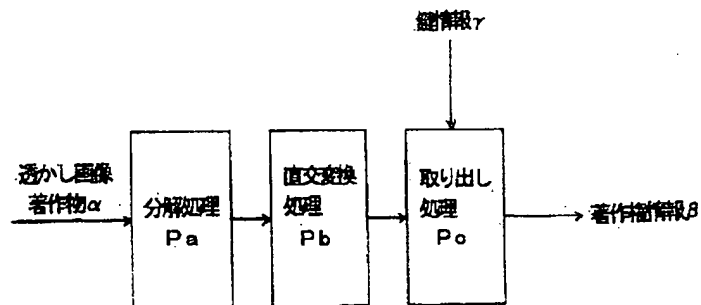 鍵情報γ
透かし画像
著作物α
分解処理
Pa
直交変換
処理
Pb
取り出し
処理
Pc
著作権情報β